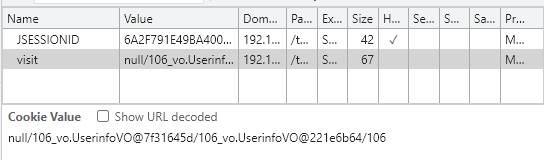 Name Value Dom... Pa... Ex... Size H... Se... S... Sa... Pr...
JSESSIONID 6A2F791E49BA400... 192.1... /t... S... 42 ✓ M...
visit null/106_vo.Userinf... 192.1... /t... S... 67 M...
Cookie Value Show URL decoded
null/106_vo.UserinfoVO@7f31645d/106_vo.UserinfoVO@221e6b64/106